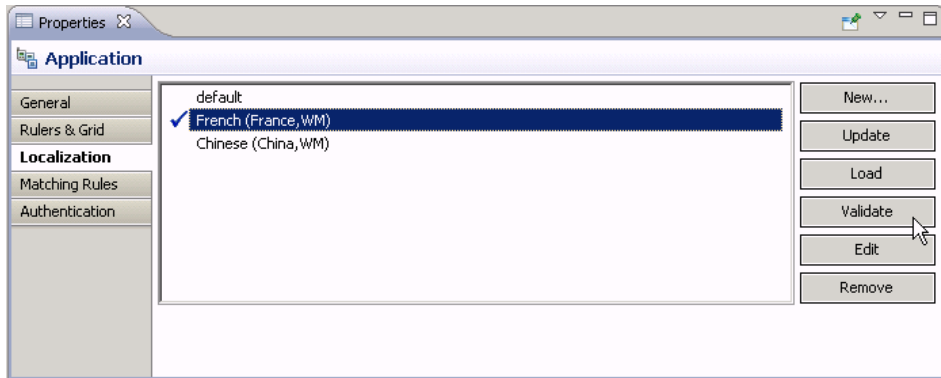 Properties
Application
General
Rulers & Grid
Localization
Matching Rules
Authentication
default
French (France,WM)
Chinese (China,WM)
New...
Update
Load
Validate
Edit
Remove